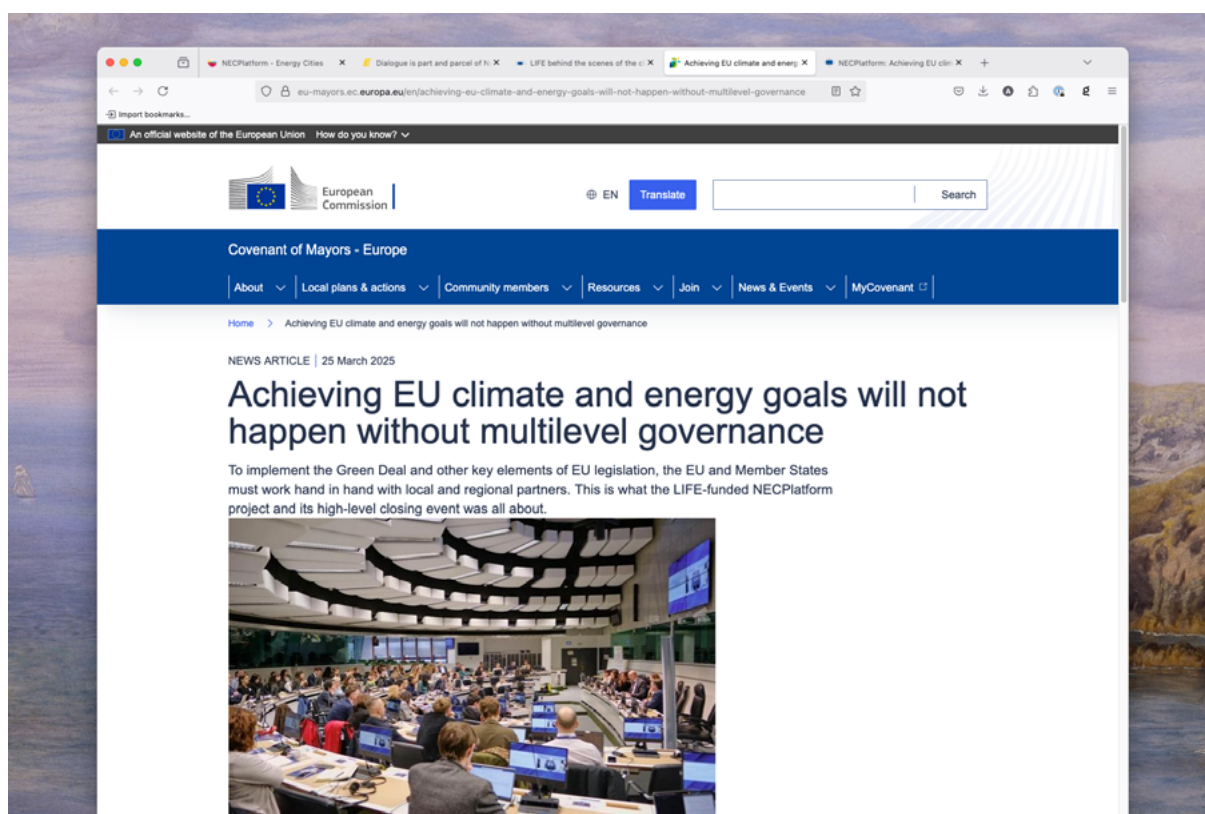 NECPlatform - Energy Cities
Dialogue is part and parcel of
LIFE behind the scenes of the c
Achieving EU climate and energ
NECPlatform: Achieving EU clim
eu-mayors.ec.europa.eu/en/achieving-eu-climate-and-energy-goals-will-not-happen-without-multilevel-governance
Import bookmarks...
An official website of the European Union How do you know?
European
Commission
EN
Translate
Search
Covenant of Mayors - Europe
About
Local plans & actions
Community members
Resources
Join
News & Events
MyCovenant
Home > Achieving EU climate and energy goals will not happen without multilevel governance
NEWS ARTICLE | 25 March 2025
Achieving EU climate and energy goals will not
happen without multilevel governance
To implement the Green Deal and other key elements of EU legislation, the EU and Member States
must work hand in hand with local and regional partners. This is what the LIFE-funded NECPlatform
project and its high-level closing event was all about.